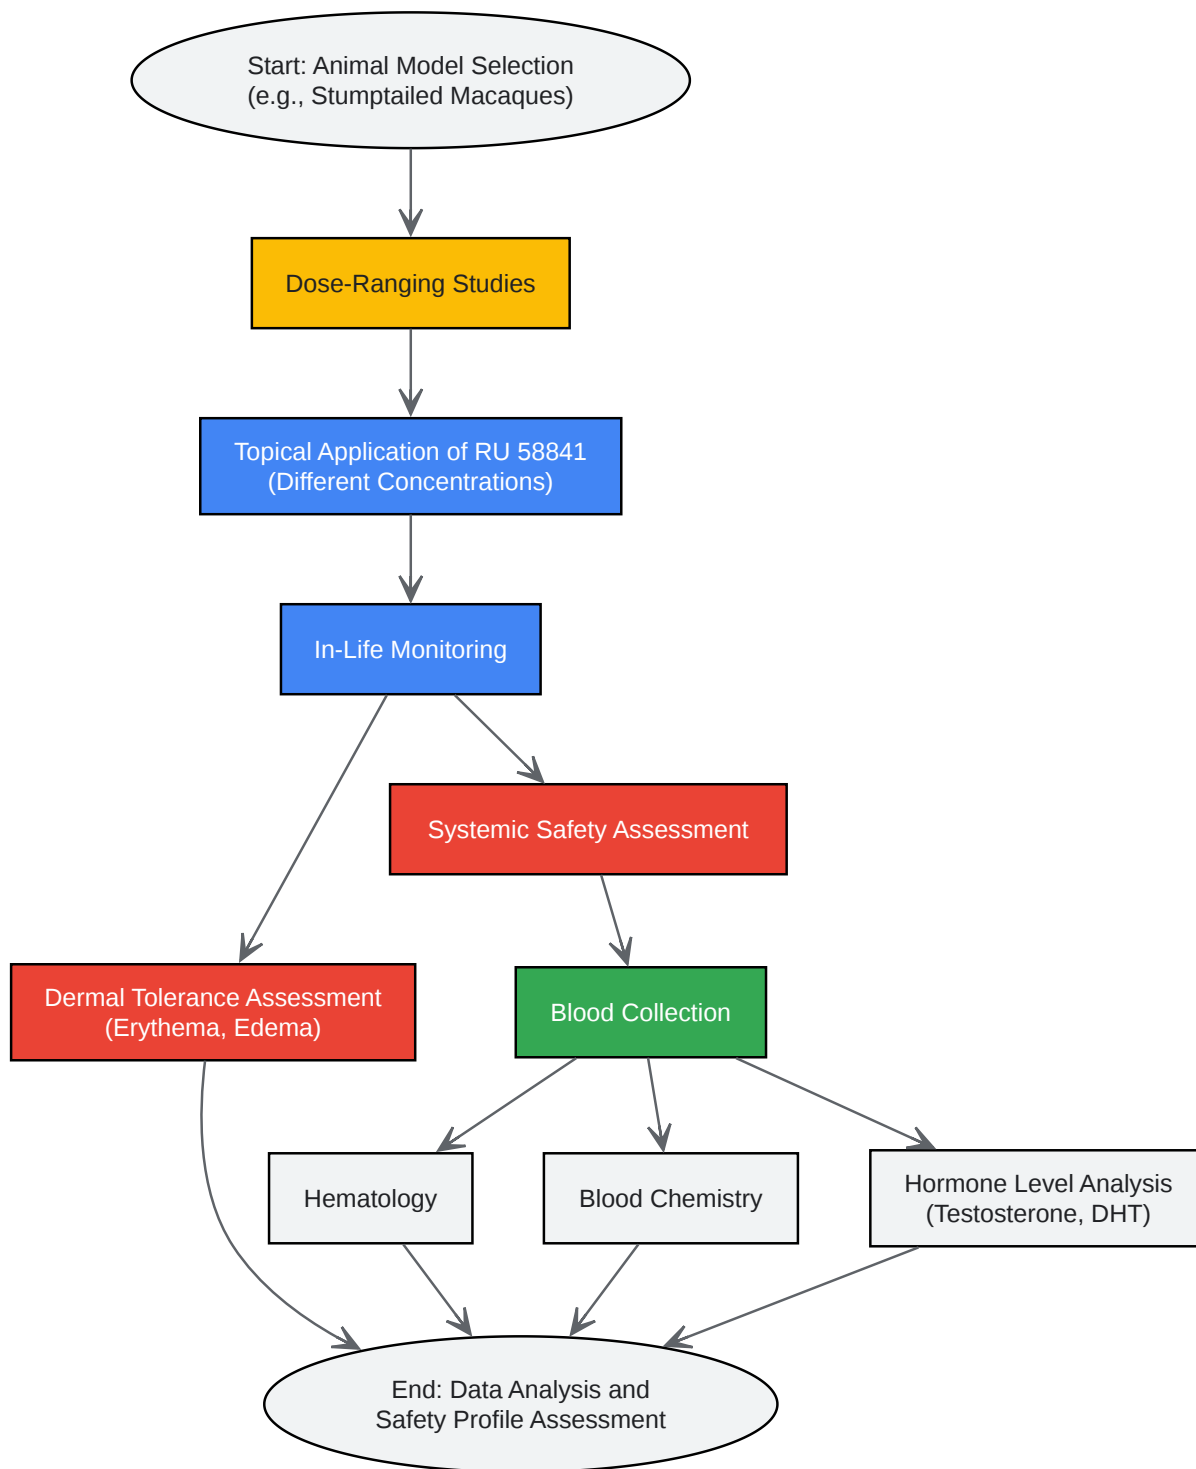 Start: Animal Model Selection
(e.g., Stumptailed Macaques)
Dose-Ranging Studies
Topical Application of RU 58841
(Different Concentrations)
In-Life Monitoring
Systemic Safety Assessment
Dermal Tolerance Assessment
(Erythema, Edema)
Blood Collection
Hematology
Blood Chemistry
Hormone Level Analysis
(Testosterone, DHT)
End: Data Analysis and
Safety Profile Assessment